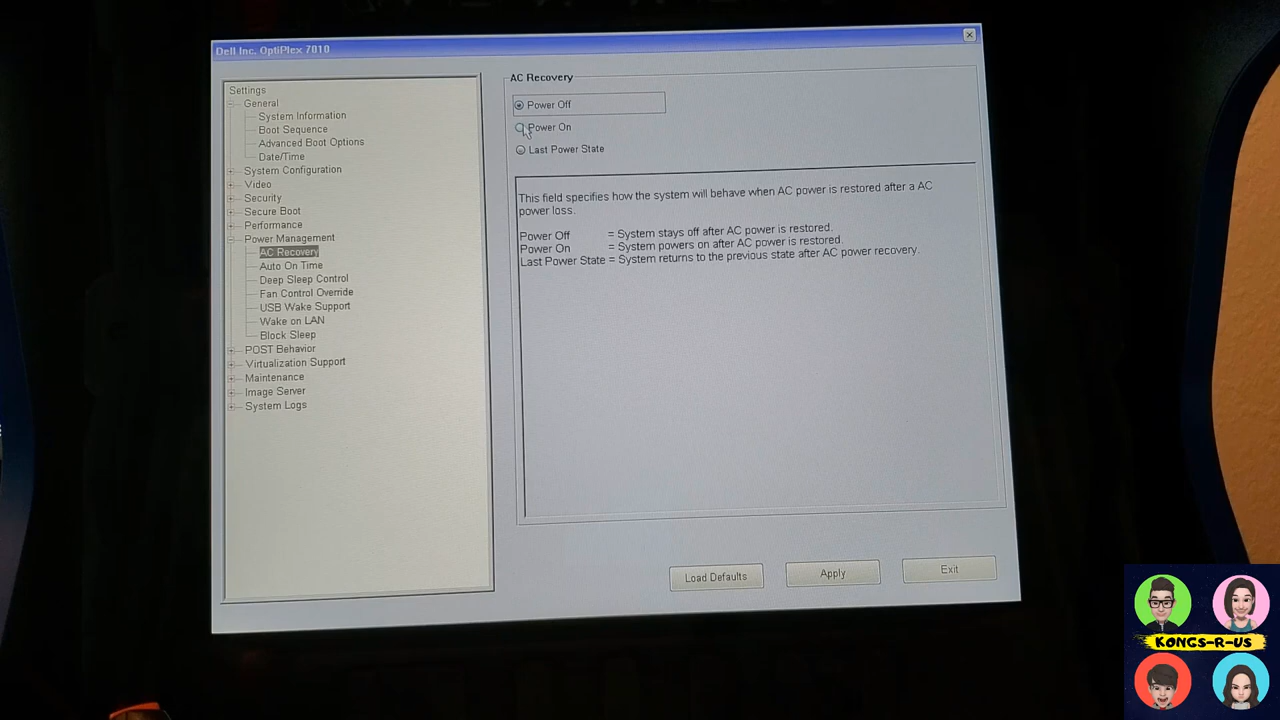 Dell Inc. OptiPlex 7010
Settings
General
System Information
Boot Sequence
Advanced Boot Options
Date/Time
System Configuration
Video
Security
Secure Boot
Performance
Power Management
AC Recovery
Auto On Time
Deep Sleep Control
Fan Control Override
USB Wake Support
Wake on LAN
Block Sleep
POST Behavior
Virtualization Support
Maintenance
Image Server
System Logs
AC Recovery
Power Off
Power On
Last Power State
This field specifies how the system will behave when AC power is restored after a AC
power loss.
Power Off = System stays off after AC power is restored.
Power On = System powers on after AC power is restored.
Last Power State = System returns to the previous state after AC power recovery.
Load Defaults
Apply
Exit
KONGS-R-US